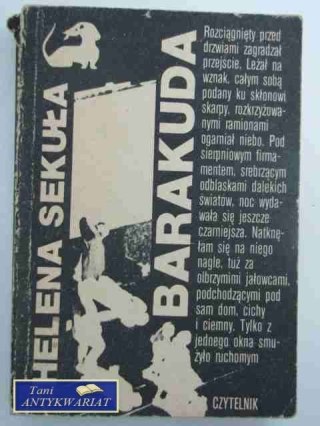 HELENA SEKUŁA
BARAKUDA
Rozciągnięty przed
drzwiami zagradzał
przejście. Leżał na
wznak, całym sobą
podany ku skłonowi
skarpy, rozkrzyżowa-
nymi ramionami
ogarniał niebo. Pod
sierpniowym firma-
mentem, srebrzącym
odblaskami dalekich
światów, noc wyda-
wała się jeszcze
czarniejsza. Natknę-
łam się na niego
nagle, tuż za
olbrzymimi jałowcami,
podchodzącymi pod
sam dom, cichy
i ciemny. Tylko z
jednego okna smu-
żyło ruchomym
CZYTELNIK
Tani
ANTYKWARIAT